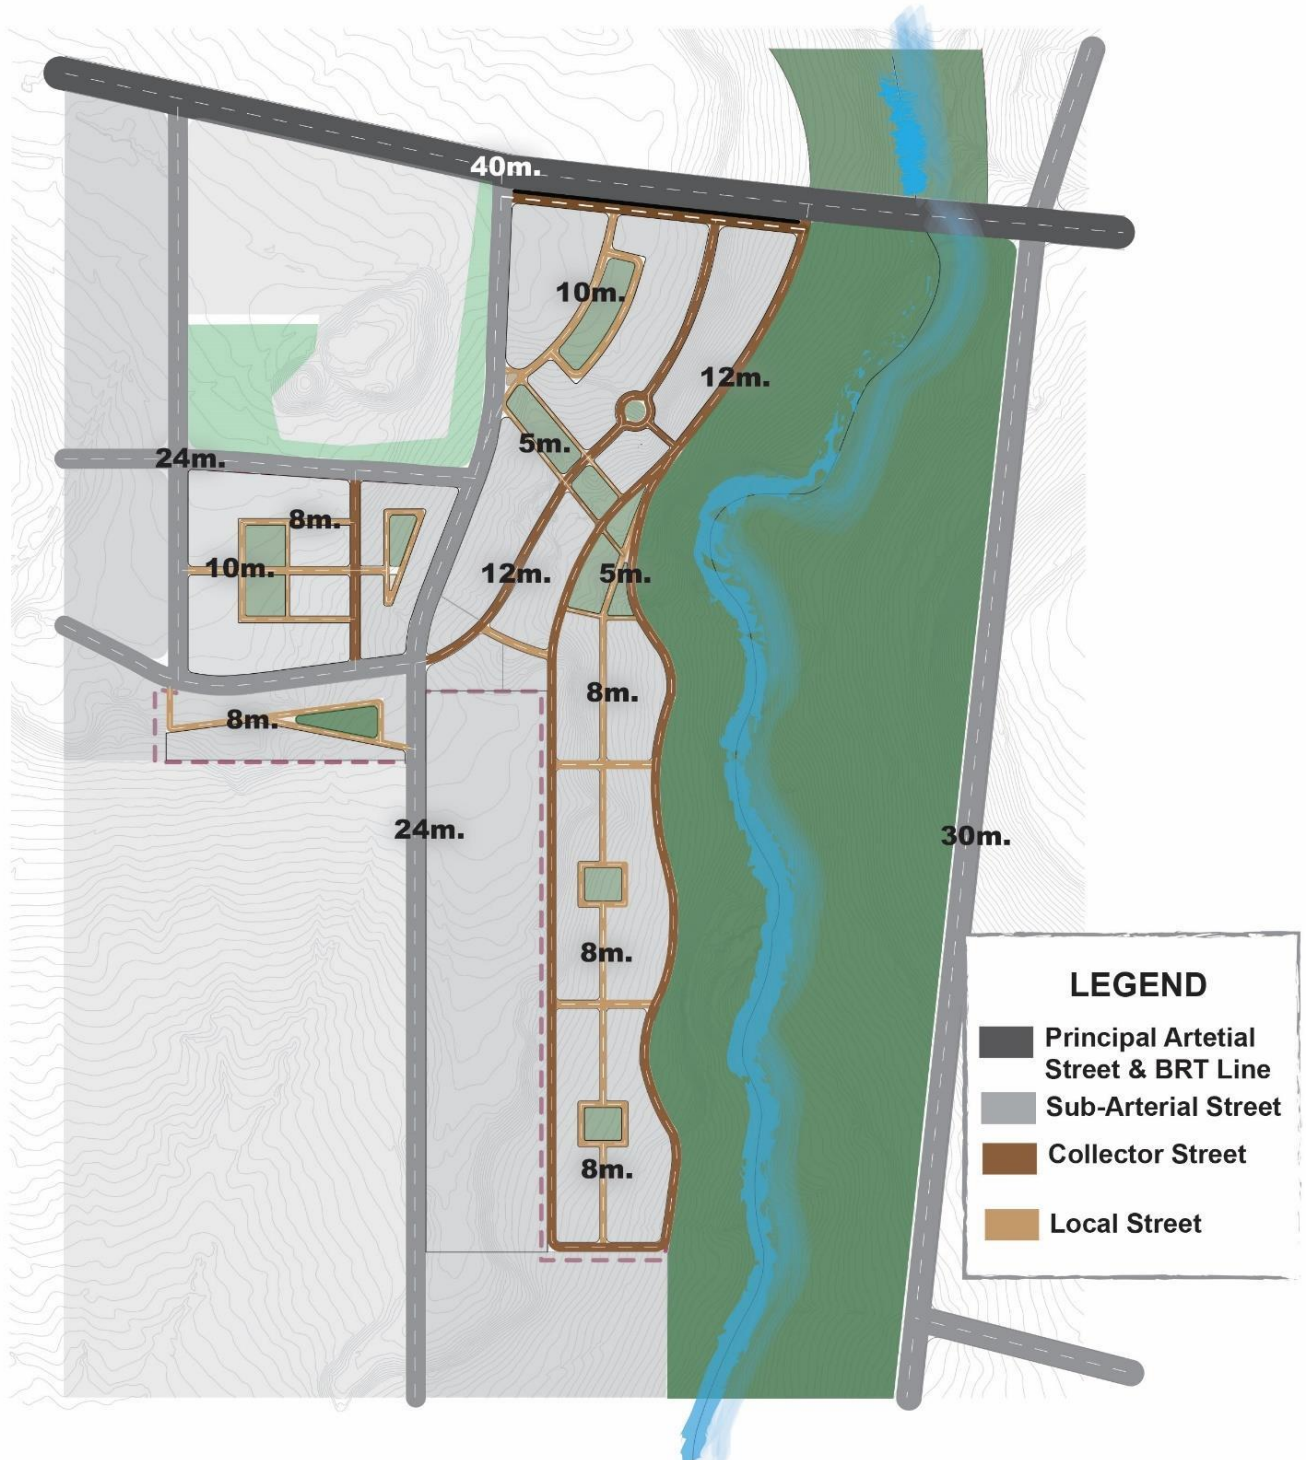 40m.
10m.
12m.
5m.
24m.
8m.
10m.
12m.
5m.
8m.
8m.
24m.
30m.
8m.
8m.
LEGEND
Principal Artetial
Street & BRT Line
Sub-Arterial Street
Collector Street
Local Street